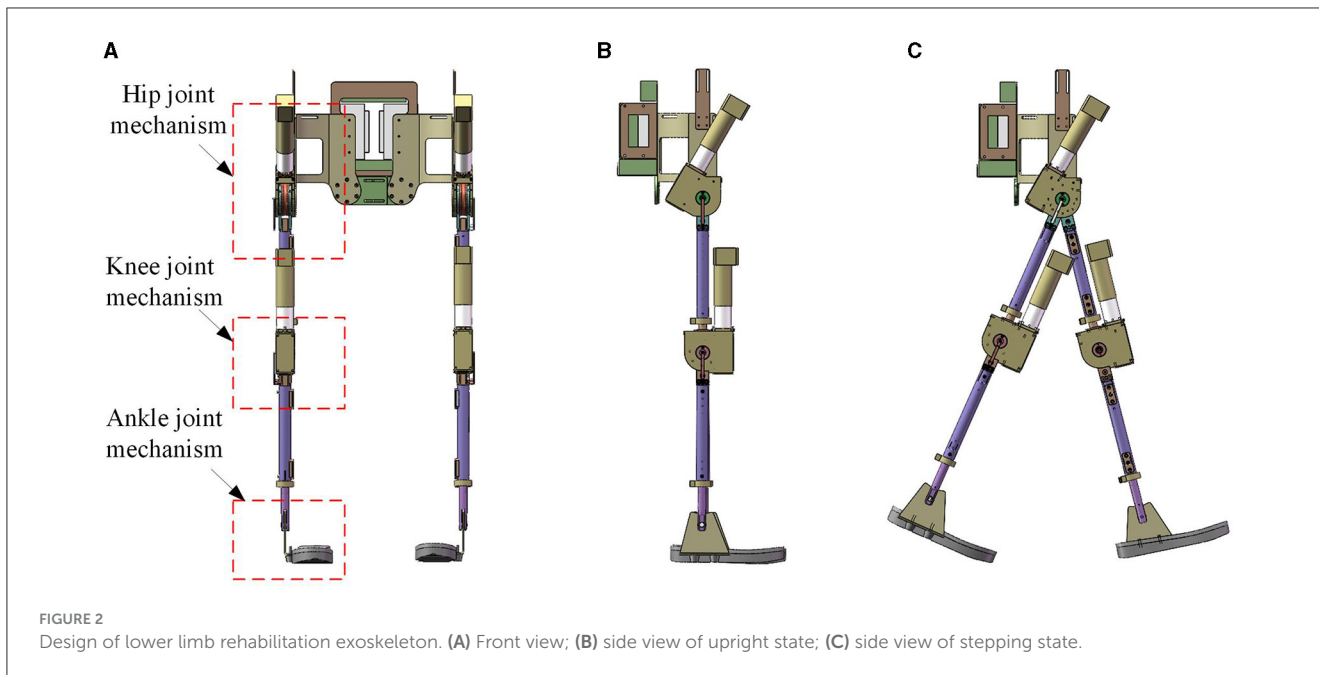 A
B
C
Hip joint
mechanism
Knee joint
mechanism
Ankle joint
mechanism
FIGURE 2
Design of lower limb rehabilitation exoskeleton. (A) Front view; (B) side view of upright state; (C) side view of stepping state.